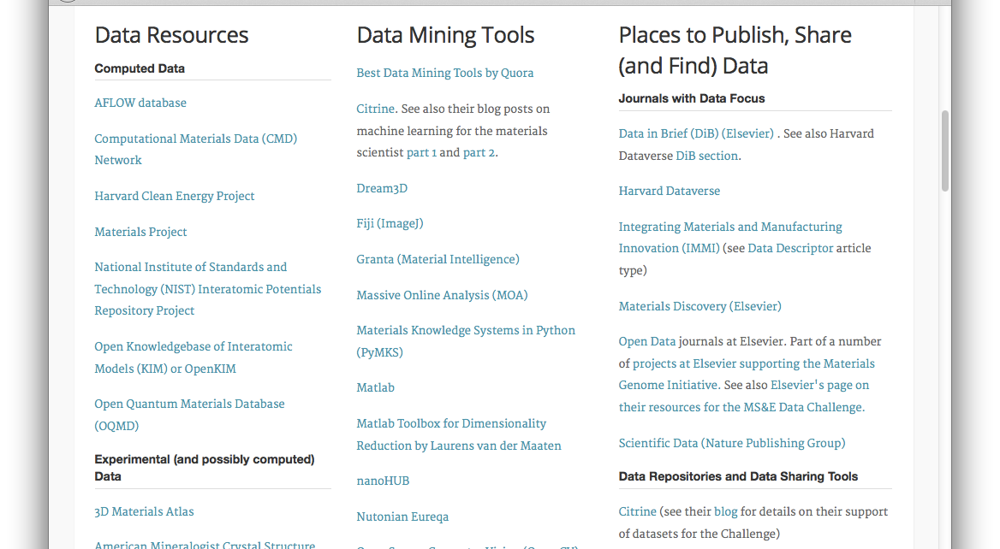 Data Resources
Computed Data
AFLOW database
Computational Materials Data (CMD)
Network
Harvard Clean Energy Project
Materials Project
National Institute of Standards and
Technology (NIST) Interatomic Potentials
Repository Project
Open Knowledgebase of Interatomic
Models (KIM) or OpenKIM
Open Quantum Materials Database
(OQMD)
Experimental (and possibly computed)
Data
3D Materials Atlas
American Mineralogist Crystal Structure
Data Mining Tools
Best Data Mining Tools by Quora
Citrine. See also their blog posts on
machine learning for the materials
scientist part 1 and part 2.
Dream3D
Fiji (ImageJ)
Granta (Material Intelligence)
Massive Online Analysis (MOA)
Materials Knowledge Systems in Python
(PyMKS)
Matlab
Matlab Toolbox for Dimensionality
Reduction by Laurens van der Maaten
nanoHUB
Nutonian Eureqa
Places to Publish, Share
(and Find) Data
Journals with Data Focus
Data in Brief (DiB) (Elsevier) . See also Harvard
Dataverse DiB section.
Harvard Dataverse
Integrating Materials and Manufacturing
Innovation (IMMI) (see Data Descriptor article
type)
Materials Discovery (Elsevier)
Open Data journals at Elsevier. Part of a number
of projects at Elsevier supporting the Materials
Genome Initiative. See also Elsevier's page on
their resources for the MS&E Data Challenge.
Scientific Data (Nature Publishing Group)
Data Repositories and Data Sharing Tools
Citrine (see their blog for details on their support
of datasets for the Challenge)